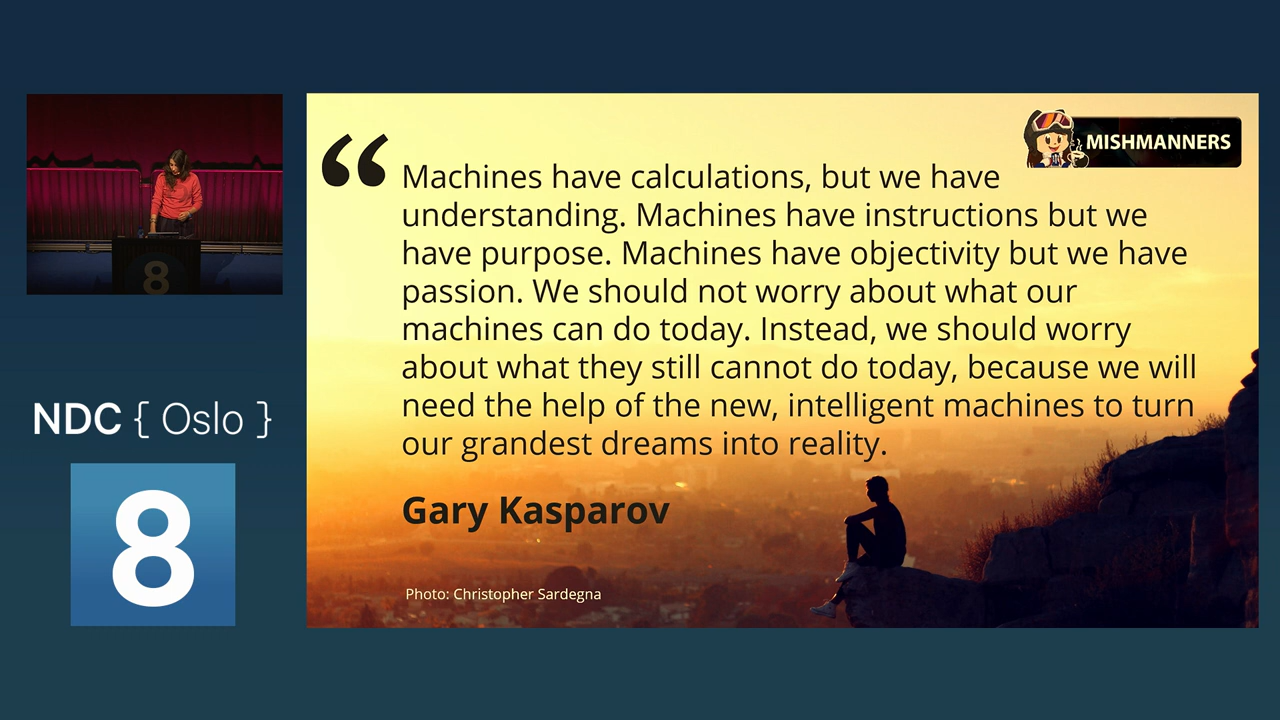 MISHMANNERS
“
Machines have calculations, but we have
understanding. Machines have instructions but we
have purpose. Machines have objectivity but we have
passion. We should not worry about what our
machines can do today. Instead, we should worry
about what they still cannot do today, because we will
need the help of the new, intelligent machines to turn
our grandest dreams into reality.
Gary Kasparov
Photo: Christopher Sardegna
8
NDC { Oslo }
8